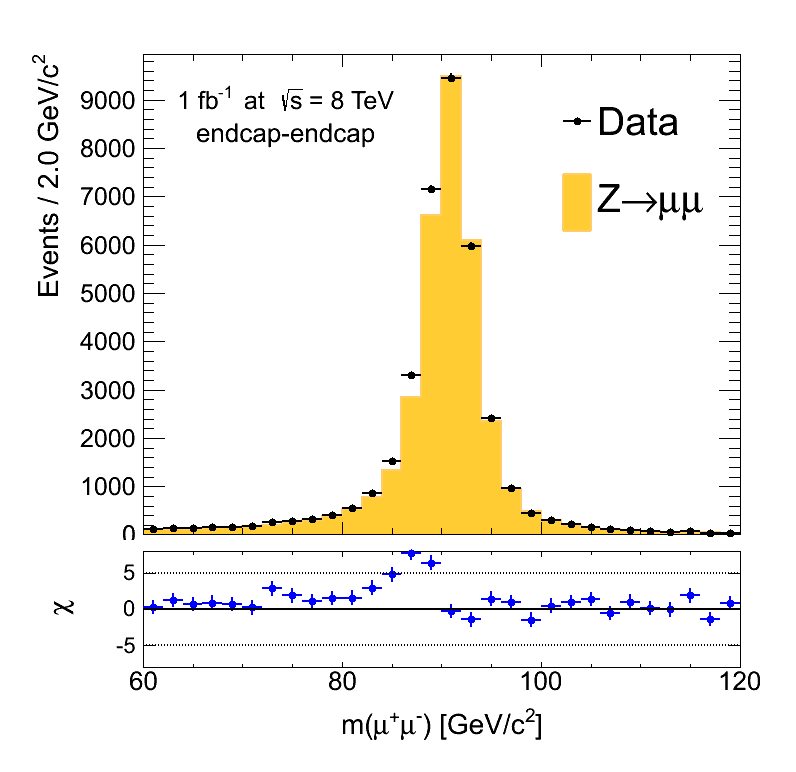 Events / 2.0 GeV/c²
9000
8000
7000
6000
5000
4000
3000
2000
1000
0
1 fb⁻¹ at √s = 8 TeV
endcap-endcap
Data
Z→μμ
χ
5
0
-5
60
80
100
120
m(μ⁺μ⁻) [GeV/c²]